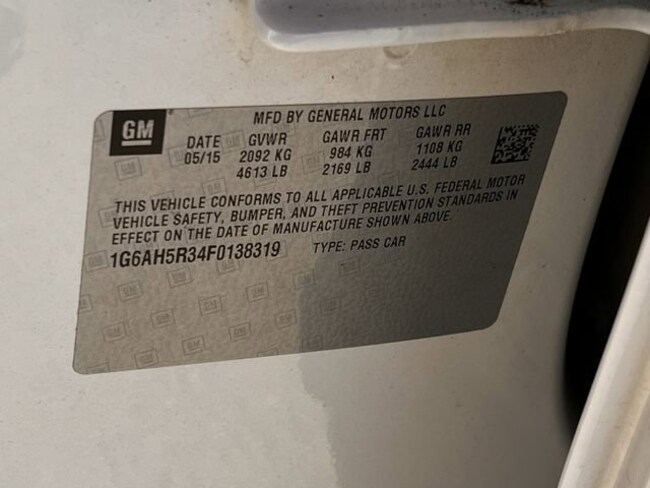 GM
MFD BY GENERAL MOTORS LLC
DATE GVWR GAWR FRT GAWR RR
05/15 2092 KG 984 KG 1108 KG
4613 LB 2169 LB 2444 LB
THIS VEHICLE CONFORMS TO ALL APPLICABLE U.S. FEDERAL MOTOR
VEHICLE SAFETY, BUMPER, AND THEFT PREVENTION STANDARDS IN
EFFECT ON THE DATE OF MANUFACTURE SHOWN ABOVE.
1G6AH5R34F0138319 TYPE: PASS CAR